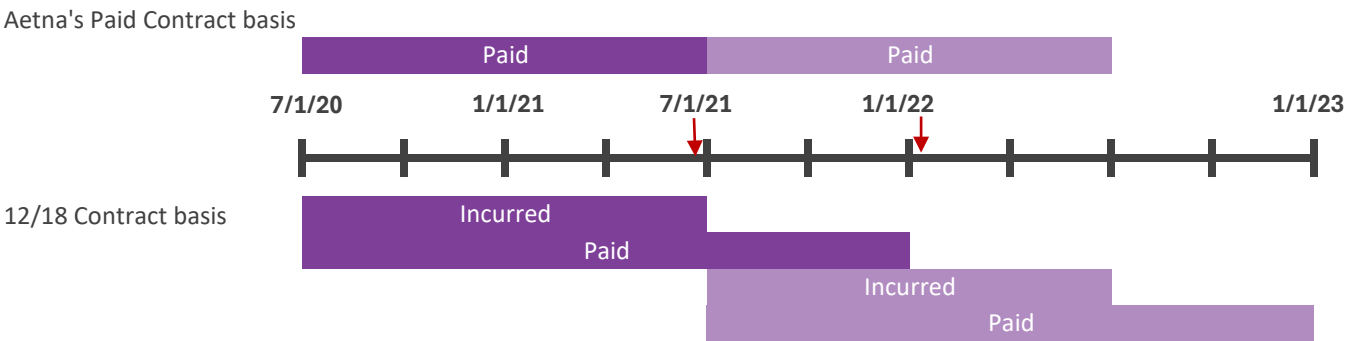 Aetna's Paid Contract basis
Paid Paid
7/1/20 1/1/21 7/1/21 1/1/22 1/1/23
12/18 Contract basis
Incurred
Paid
Incurred
Paid